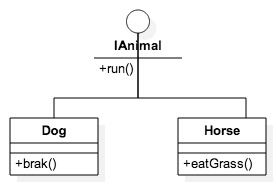 IAnimal
+run()
Dog
+brak()
Horse
+eatGrass()